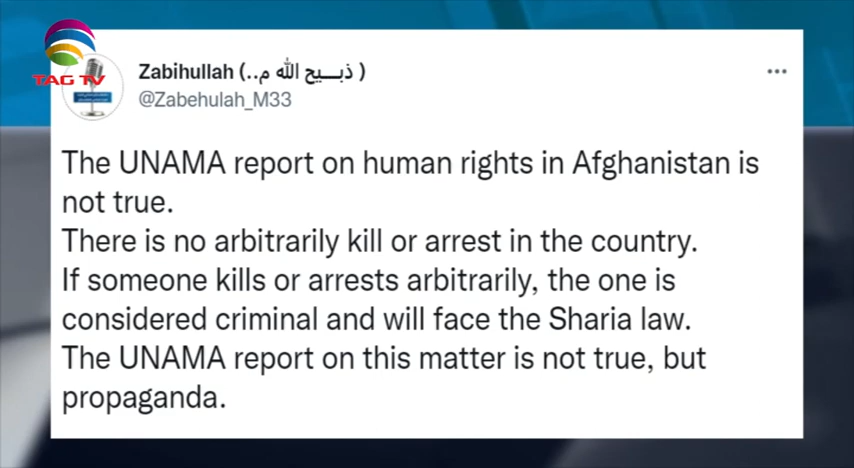 TAG TV
Zabihullah (..ذبـــیح الله م )
@Zabehulah_M33
The UNAMA report on human rights in Afghanistan is
not true.
There is no arbitrarily kill or arrest in the country.
If someone kills or arrests arbitrarily, the one is
considered criminal and will face the Sharia law.
The UNAMA report on this matter is not true, but
propaganda.